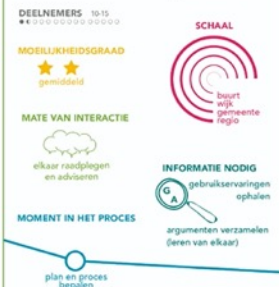 DEELNEMERS 10-15
SCHAAL
MOEILIJKHEIDSGRAAD
gemiddeld
buurt
wijk
gemeente
regio
MATE VAN INTERACTIE
elkaar raadplegen
en adviseren
INFORMATIE NODIG
G
A
gebruikservaringen
ophalen
argumenten verzamelen
(leren van elkaar)
MOMENT IN HET PROCES
plan en proces
bepalen